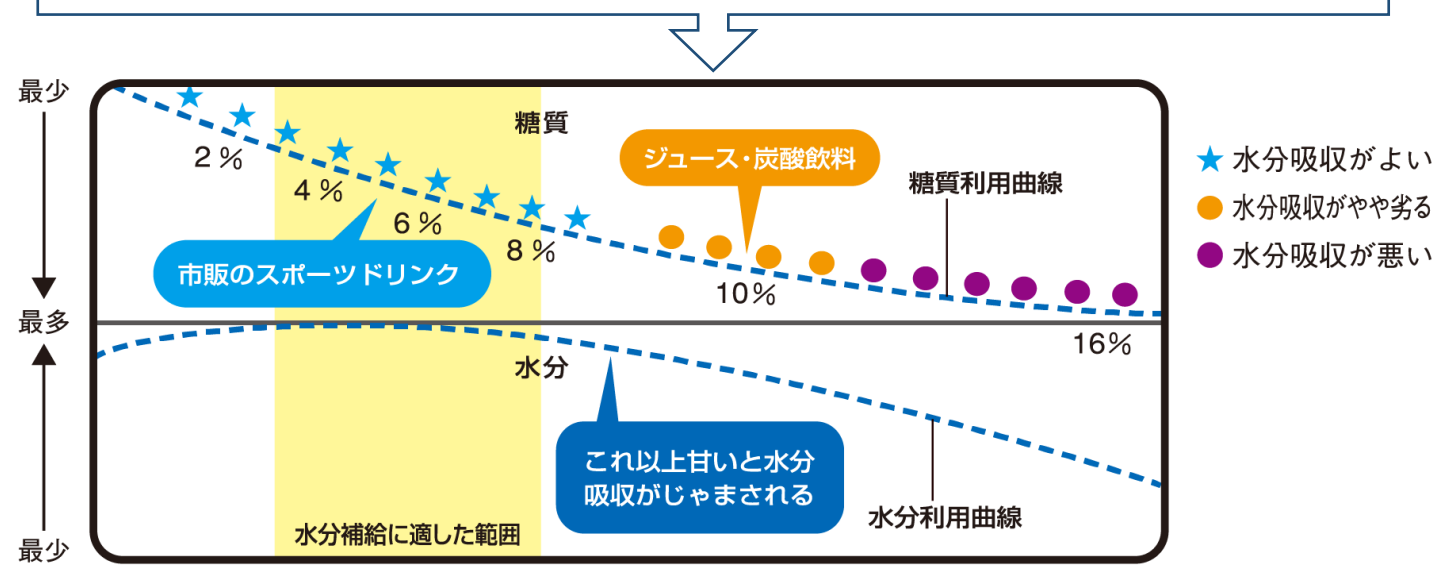 最少
最多
最少
糖質
2%
4%
6%
8%
10%
16%
市販のスポーツドリンク
ジュース・炭酸飲料
糖質利用曲線
水分
これ以上甘いと水分
吸収がじゃまされる
水分利用曲線
水分補給に適した範囲
水分吸収がよい
水分吸収がやや劣る
水分吸収が悪い